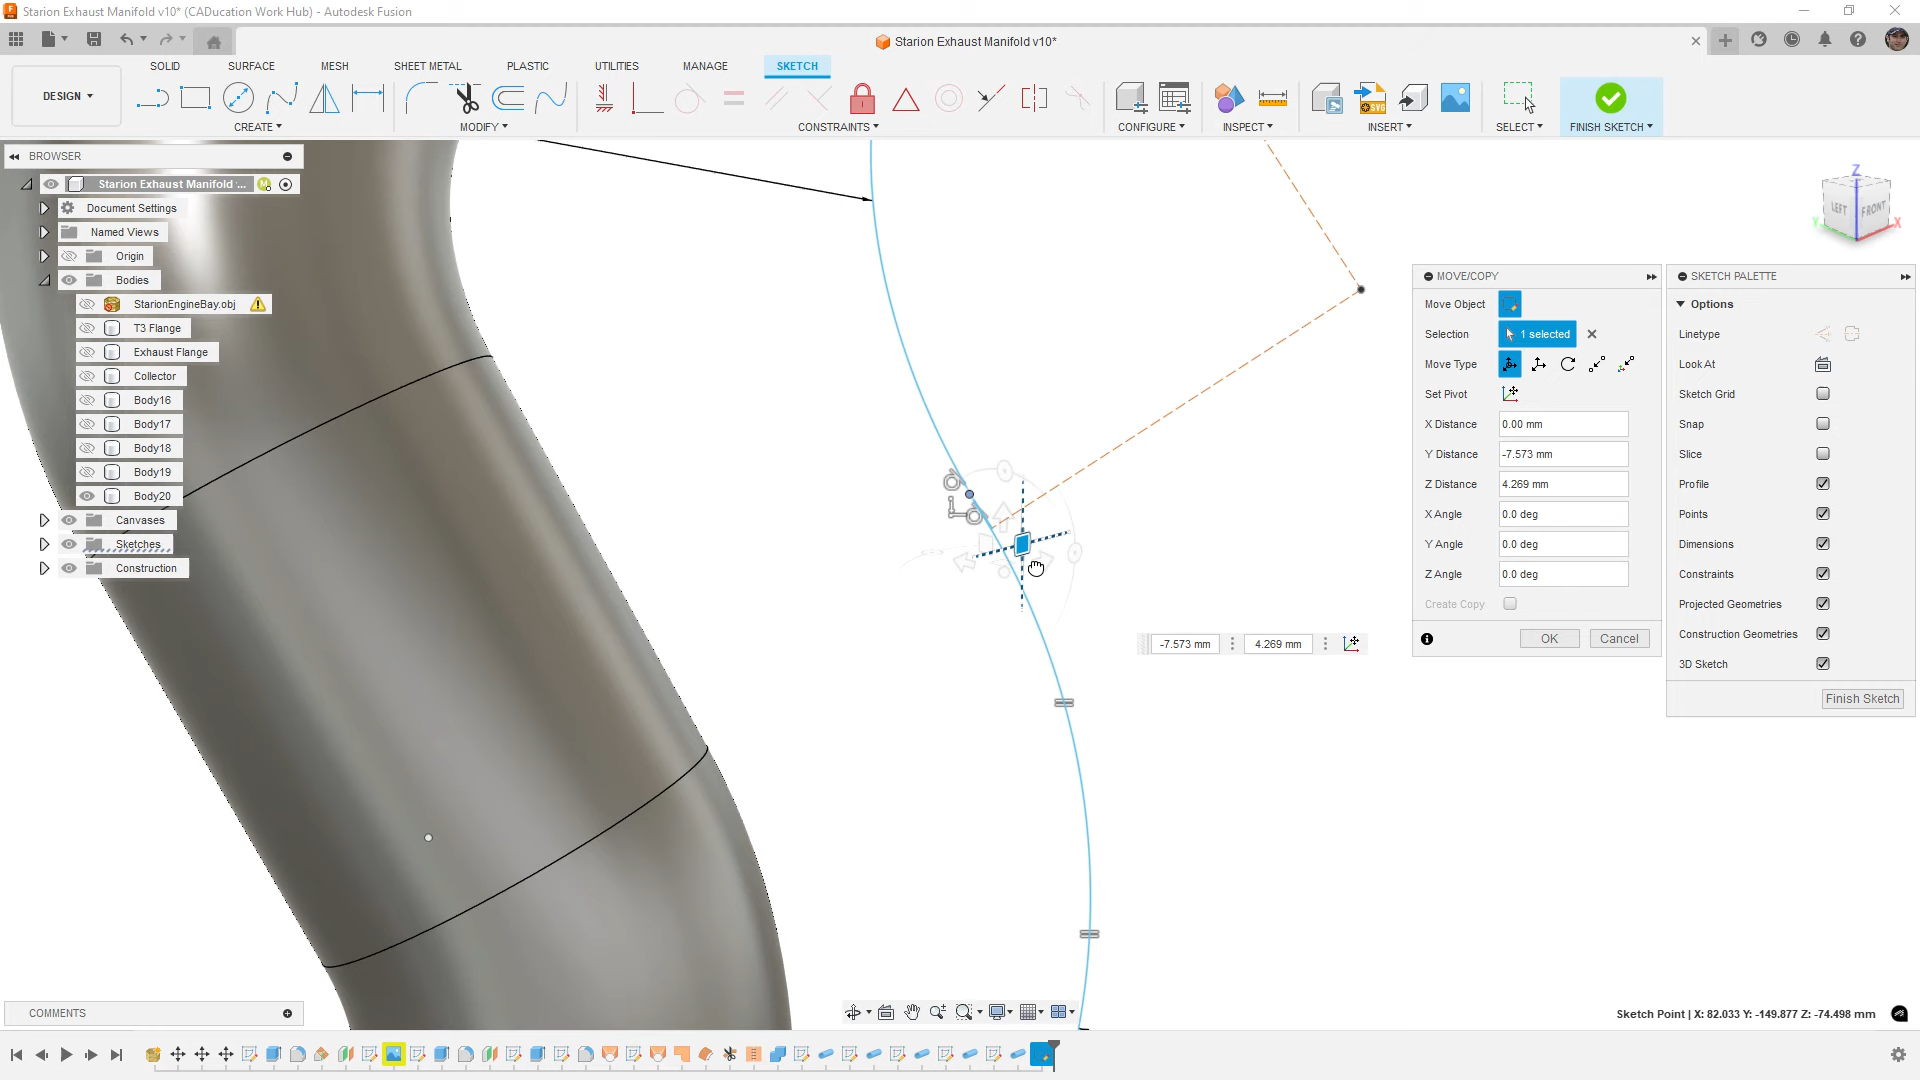 Starion Exhaust Manifold v10* (CADucation Work Hub) - Autodesk Fusion
Starion Exhaust Manifold v10*
DESIGN
SOLID SURFACE MESH SHEET METAL PLASTIC UTILITIES MANAGE SKETCH
CREATE MODIFY CONSTRAINTS CONFIGURE INSPECT INSERT SELECT FINISH SKETCH
BROWSER
Starion Exhaust Manifold '...
Document Settings
Named Views
Origin
Bodies
StarionEngineBay.obj
T3 Flange
Exhaust Flange
Collector
Body16
Body17
Body18
Body19
Body20
Canvases
Sketches
Construction
LEFT FRONT
Z
Y
X
MOVE/COPY
Move Object
Selection 1 selected
Move Type
Set Pivot
X Distance 0.00 mm
Y Distance -7.573 mm
Z Distance 4.269 mm
X Angle 0.0 deg
Y Angle 0.0 deg
Z Angle 0.0 deg
Create Copy
OK Cancel
SKETCH PALETTE
Options
Linetype
Look At
Sketch Grid
Snap
Slice
Profile
Points
Dimensions
Constraints
Projected Geometries
Construction Geometries
3D Sketch
Finish Sketch
-7.573 mm 4.269 mm
COMMENTS
Sketch Point | X: 82.033 Y: -149.877 Z: -74.498 mm